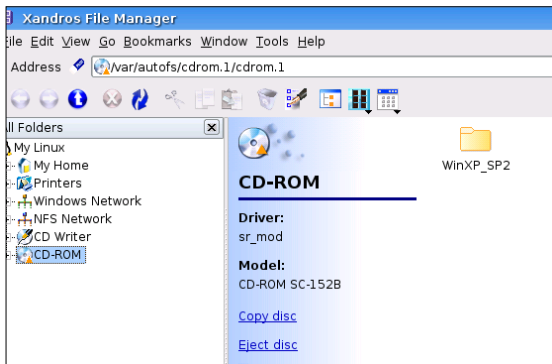 Xandros File Manager
File Edit View Go Bookmarks Window Tools Help
Address /var/autofs/cdrom.1/cdrom.1
All Folders
My Linux
My Home
Printers
Windows Network
NFS Network
CD Writer
CD-ROM
CD-ROM
Driver:
sr_mod
Model:
CD-ROM SC-152B
Copy disc
Eject disc
WinXP_SP2